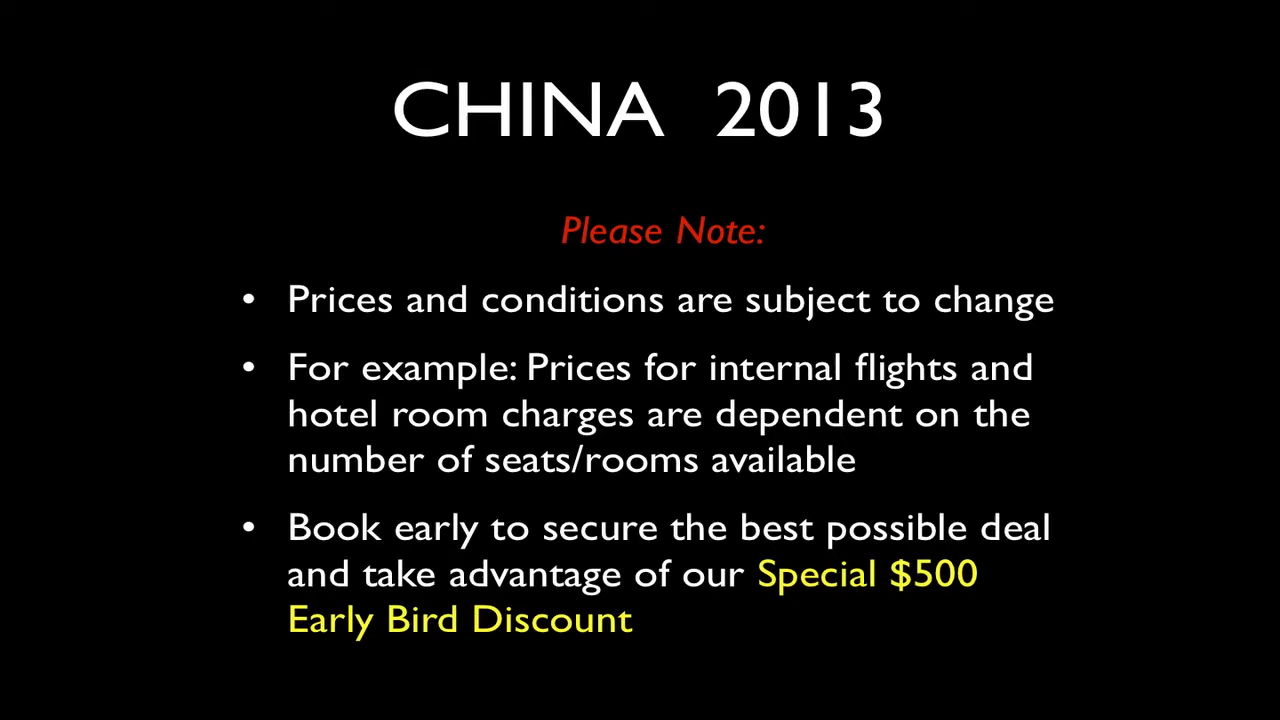 CHINA 2013
Please Note:
• Prices and conditions are subject to change
• For example: Prices for internal flights and
hotel room charges are dependent on the
number of seats/rooms available
• Book early to secure the best possible deal
and take advantage of our Special $500
Early Bird Discount